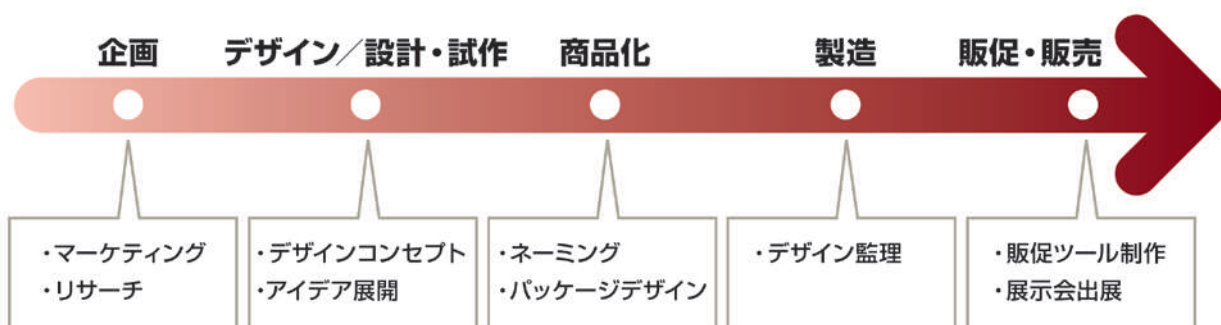 企画
デザイン／設計・試作
商品化
製造
販促・販売
・マーケティング
・リサーチ
・デザインコンセプト
・アイデア展開
・ネーミング
・パッケージデザイン
・デザイン監理
・販促ツール制作
・展示会出展